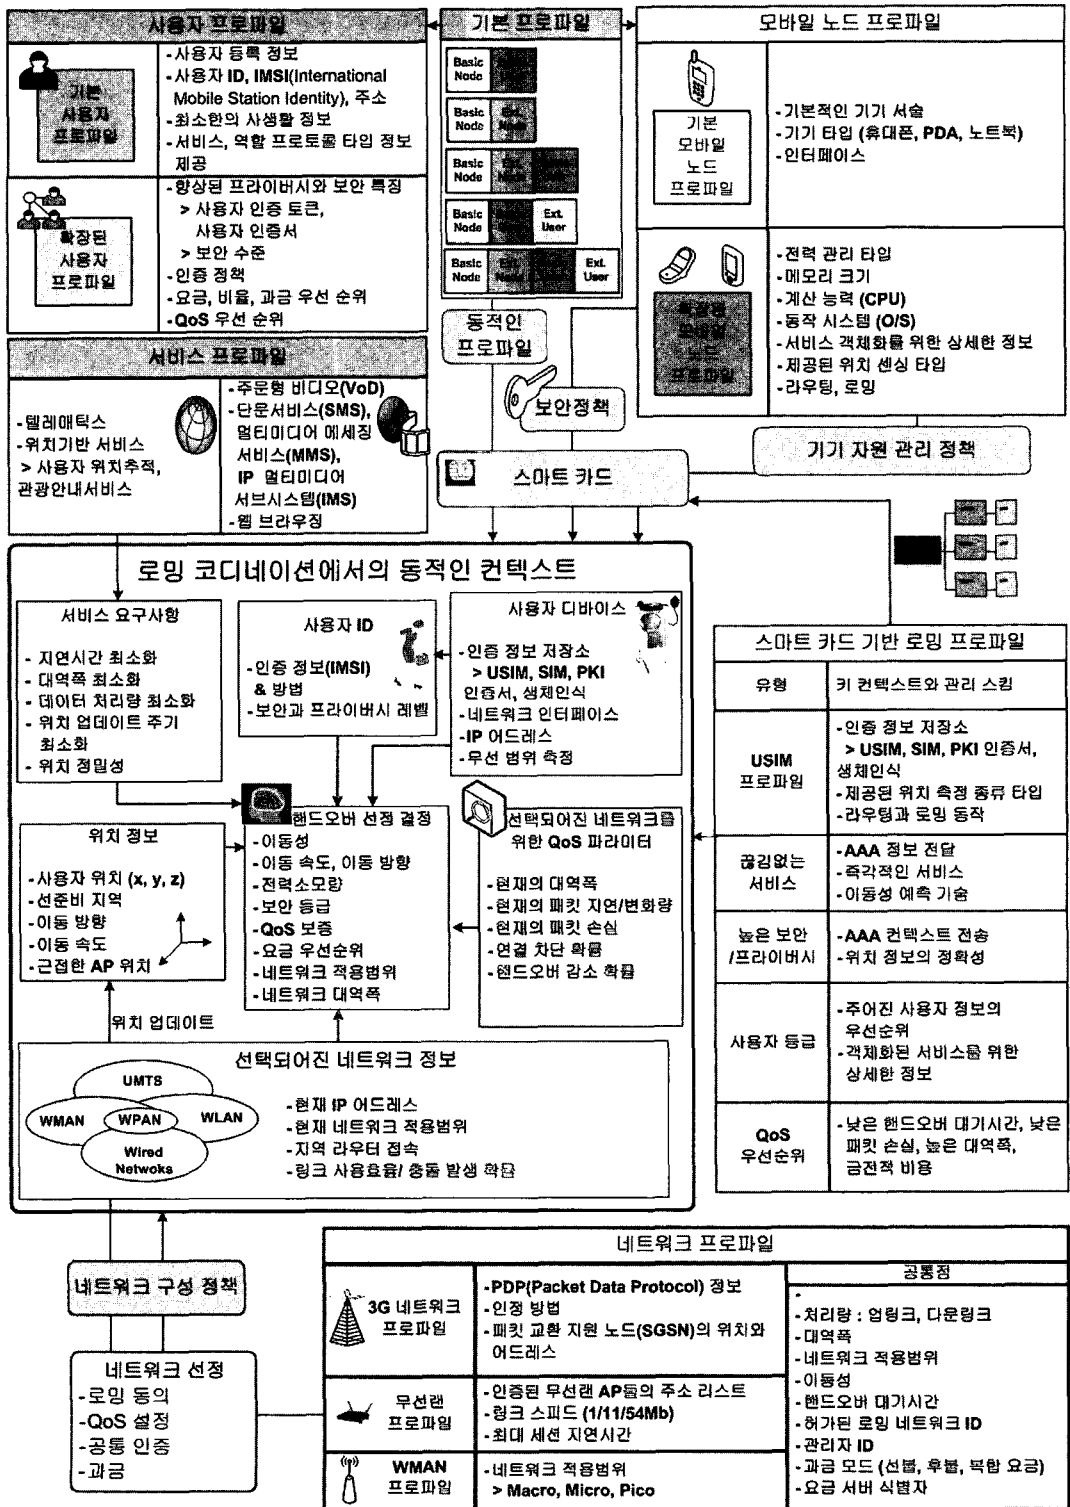 사용자 프로파일
기본
사용자
프로파일
-사용자 등록 정보
-사용자 ID, IMSI(International
Mobile Station Identity), 주소
-최소한의 사생활 정보
-서비스, 역할 프로토콜 타입 정보
제공
확장된
사용자
프로파일
-향상된 프라이버시와 보안 특징
> 사용자 인증 토큰,
사용자 인증서
> 보안 수준
-인증 정책
-요금, 비율, 과금 우선 순위
-QoS 우선 순위
기본 프로파일
Basic
Node
Basic
Node
Ext.
Basic
Node
Basic
Node
Ext.
User
Basic
Node
Ext.
Ext.
User
동적인
프로파일
모바일 노드 프로파일
기본
모바일
노드
프로파일
-기본적인 기기 서술
-기기 타입 (휴대폰, PDA, 노트북)
-인터페이스
확장된
모바일
노드
프로파일
-전력 관리 타입
-메모리 크기
-계산 능력 (CPU)
-동작 시스템 (O/S)
-서비스 객체화를 위한 상세한 정보
-제공된 위치 센싱 타입
-라우팅, 로밍
서비스 프로파일
-텔레매틱스
-위치기반 서비스
> 사용자 위치추적,
관광안내서비스
-주문형 비디오(VoD)
-단문서비스(SMS),
멀티미디어 메세징
서비스(MMS),
IP 멀티미디어
서브시스템(IMS)
-웹 브라우징
보안정책
스마트 카드
기기 자원 관리 정책
로밍 코디네이션에서의 동적인 컨텍스트
서비스 요구사항
- 지연시간 최소화
- 대역폭 최소화
- 데이터 처리량 최소화
- 위치 업데이트 주기
최소화
- 위치 정밀성
사용자 ID
-인증 정보(IMSI)
& 방법
-보안과 프라이버시 레벨
사용자 디바이스
-인증 정보 저장소
> USIM, SIM, PKI
인증서, 생체인식
-네트워크 인터페이스
-IP 어드레스
-무선 범위 측정
위치 정보
-사용자 위치 (x, y, z)
-선준비 지역
-이동 방향
-이동 속도
-근접한 AP 위치
핸드오버 선정 결정
-이동성
-이동 속도, 이동 방향
-전력소모량
-보안 등급
-QoS 보증
-요금 우선순위
-네트워크 적용범위
-네트워크 대역폭
선택되어진 네트워크를
위한 QoS 파라미터
-현재의 대역폭
-현재의 패킷 지연/변화량
-현재의 패킷 손실
-연결 차단 확률
-핸드오버 감소 확률
위치 업데이트
선택되어진 네트워크 정보
UMTS
WMAN
WPAN
WLAN
Wired
Netwoks
-현재 IP 어드레스
-현재 네트워크 적용범위
-지역 라우터 접속
-링크 사용효율/ 충돌 발생 확률
스마트 카드 기반 로밍 프로파일
유형
키 컨텍스트와 관리 스킴
USIM
프로파일
-인증 정보 저장소
> USIM, SIM, PKI 인증서,
생체인식
-제공된 위치 측정 종류 타입
-라우팅과 로밍 동작
끊김없는
서비스
-AAA 정보 전달
-즉각적인 서비스
-이동성 예측 기술
높은 보안
/프라이버시
-AAA 컨텍스트 전송
-위치 정보의 정확성
사용자 등급
-주어진 사용자 정보의
우선순위
-객체화된 서비스를 위한
상세한 정보
QoS
우선순위
-낮은 핸드오버 대기시간, 낮은
패킷 손실, 높은 대역폭,
금전적 비용
네트워크 구성 정책
네트워크 선정
-로밍 동의
-QoS 설정
-공통 인증
-과금
네트워크 프로파일
3G 네트워크
프로파일
-PDP(Packet Data Protocol) 정보
-인정 방법
-패킷 교환 지원 노드(SGSN)의 위치와
어드레스
무선랜
프로파일
-인증된 무선랜 AP들의 주소 리스트
-링크 스피드 (1/11/54Mb)
-최대 세션 지연시간
WMAN
프로파일
-네트워크 적용범위
> Macro, Micro, Pico
공통점
-
-처리량 : 업링크, 다운링크
-대역폭
-네트워크 적용범위
-이동성
-핸드오버 대기시간
-허가된 로밍 네트워크 ID
-관리자 ID
-과금 모드 (선불, 후불, 복합 요금)
-요금 서버 식별자